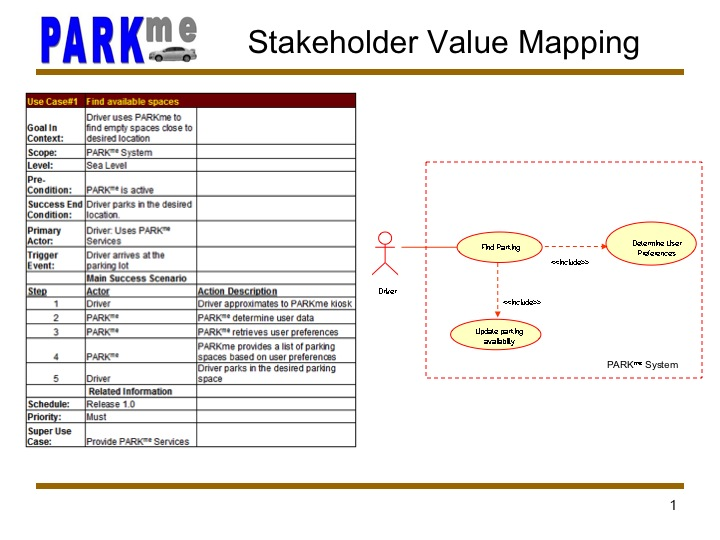 PARKme
Stakeholder Value Mapping
Use Case#1 Find available spaces
Goal In Context: Driver uses PARKme to find empty spaces close to desired location
Scope: PARKme System
Level: Sea Level
Pre-Condition: PARKme is active
Success End Condition: Driver parks in the desired location.
Primary Actor: Driver: Uses PARKme Services
Trigger Event: Driver arrives at the parking lot
Main Success Scenario
Step Actor Action Description
1 Driver Driver approximates to PARKme kiosk
2 PARKme PARKme determine user data
3 PARKme PARKme retrieves user preferences
4 PARKme PARKme provides a list of parking spaces based on user preferences
5 Driver Driver parks in the desired parking space
Related Information
Schedule: Release 1.0
Priority: Must
Super Use Case: Provide PARKme Services
Driver
Find Parking
<<include>>
Determine User
Preferences
<<include>>
Update parking
availability
PARKme System
1